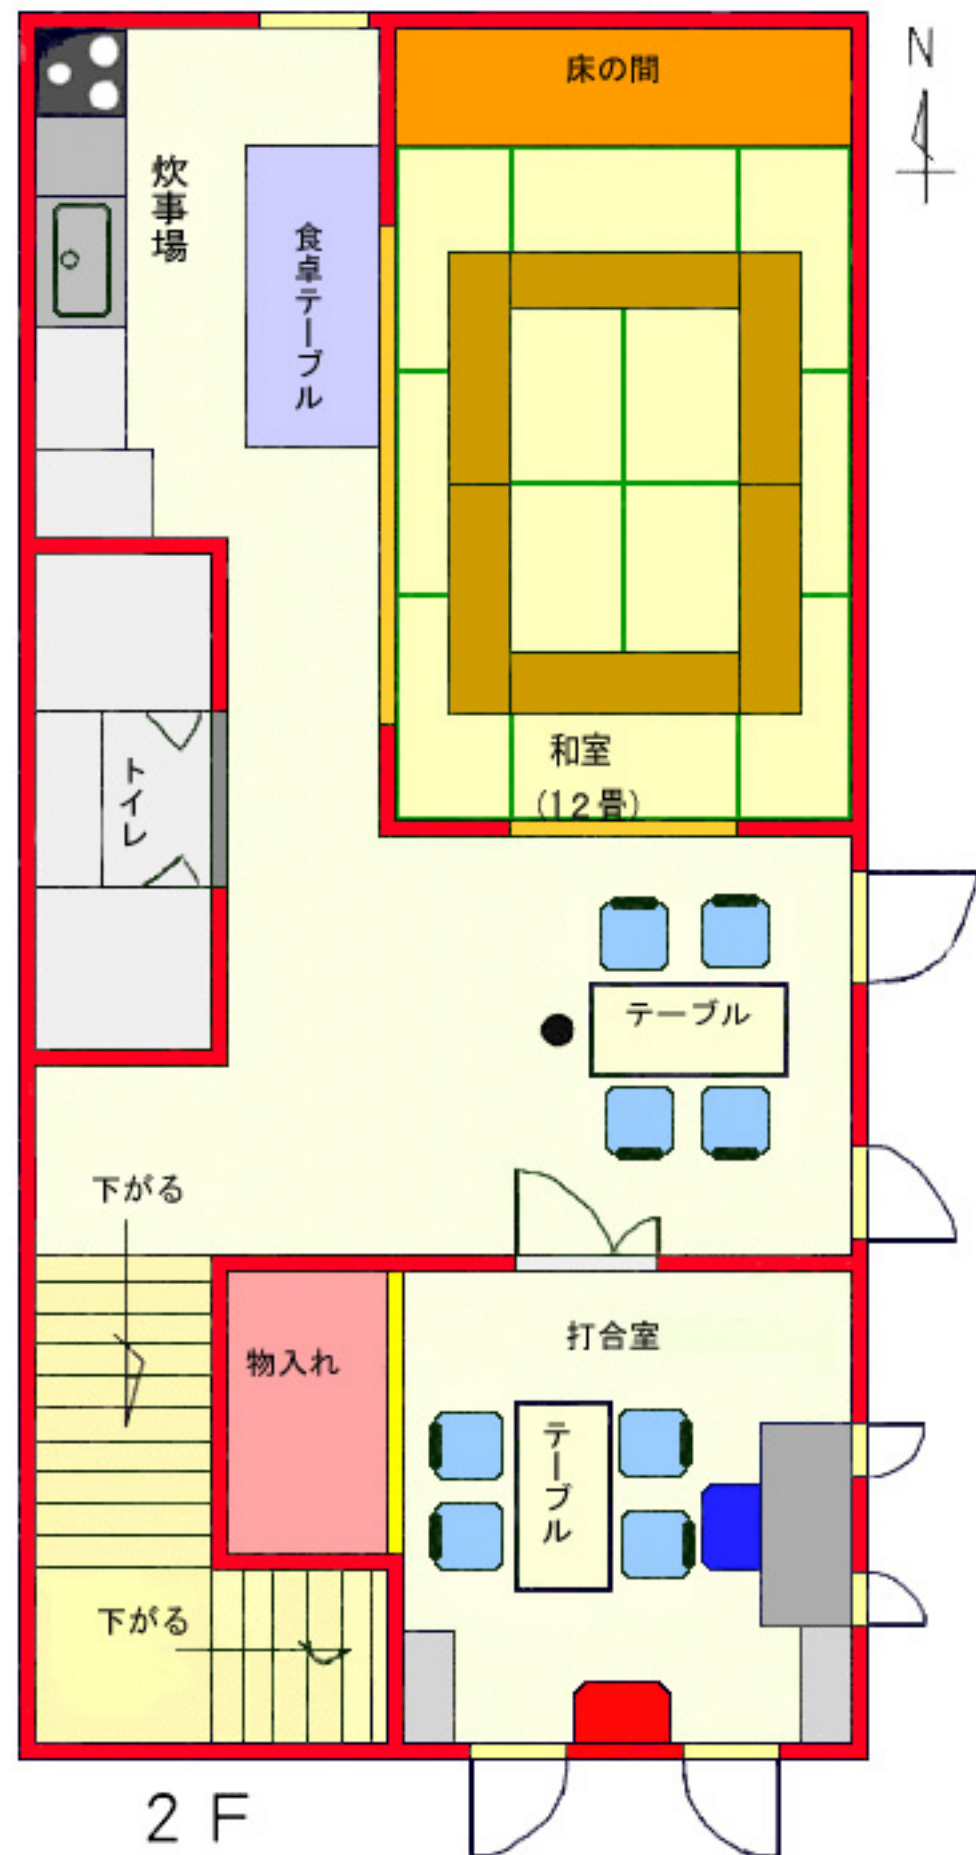 床の間
N
炊事場
食卓テーブル
和室
(12畳)
トイレ
テーブル
下がる
打合室
物入れ
テーブル
下がる
2F